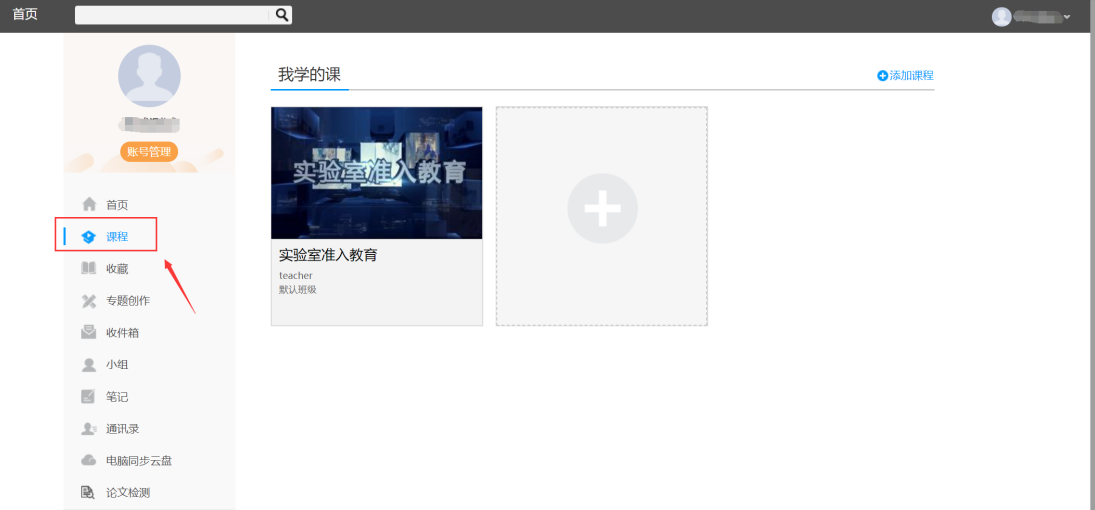 首页
账号管理
首页
课程
收藏
专题创作
收件箱
小组
笔记
通讯录
电脑同步云盘
论文检测
我学的课
添加课程
实验室准入教育
实验室准入教育
teacher
默认班级